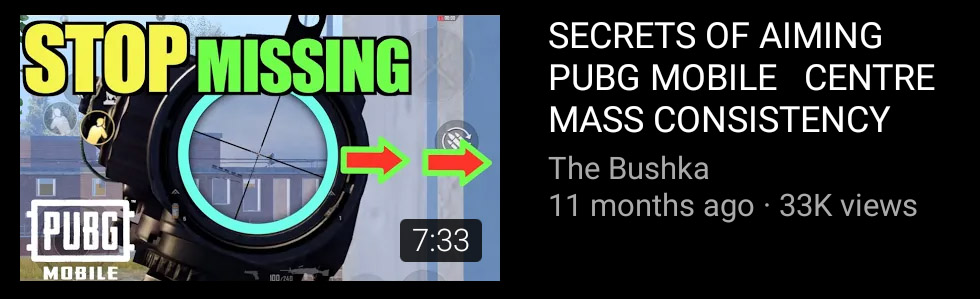 STOP MISSING
PUBG
MOBILE
7:33
SECRETS OF AIMING
PUBG MOBILE   CENTRE
MASS CONSISTENCY
The Bushka
11 months ago · 33K views